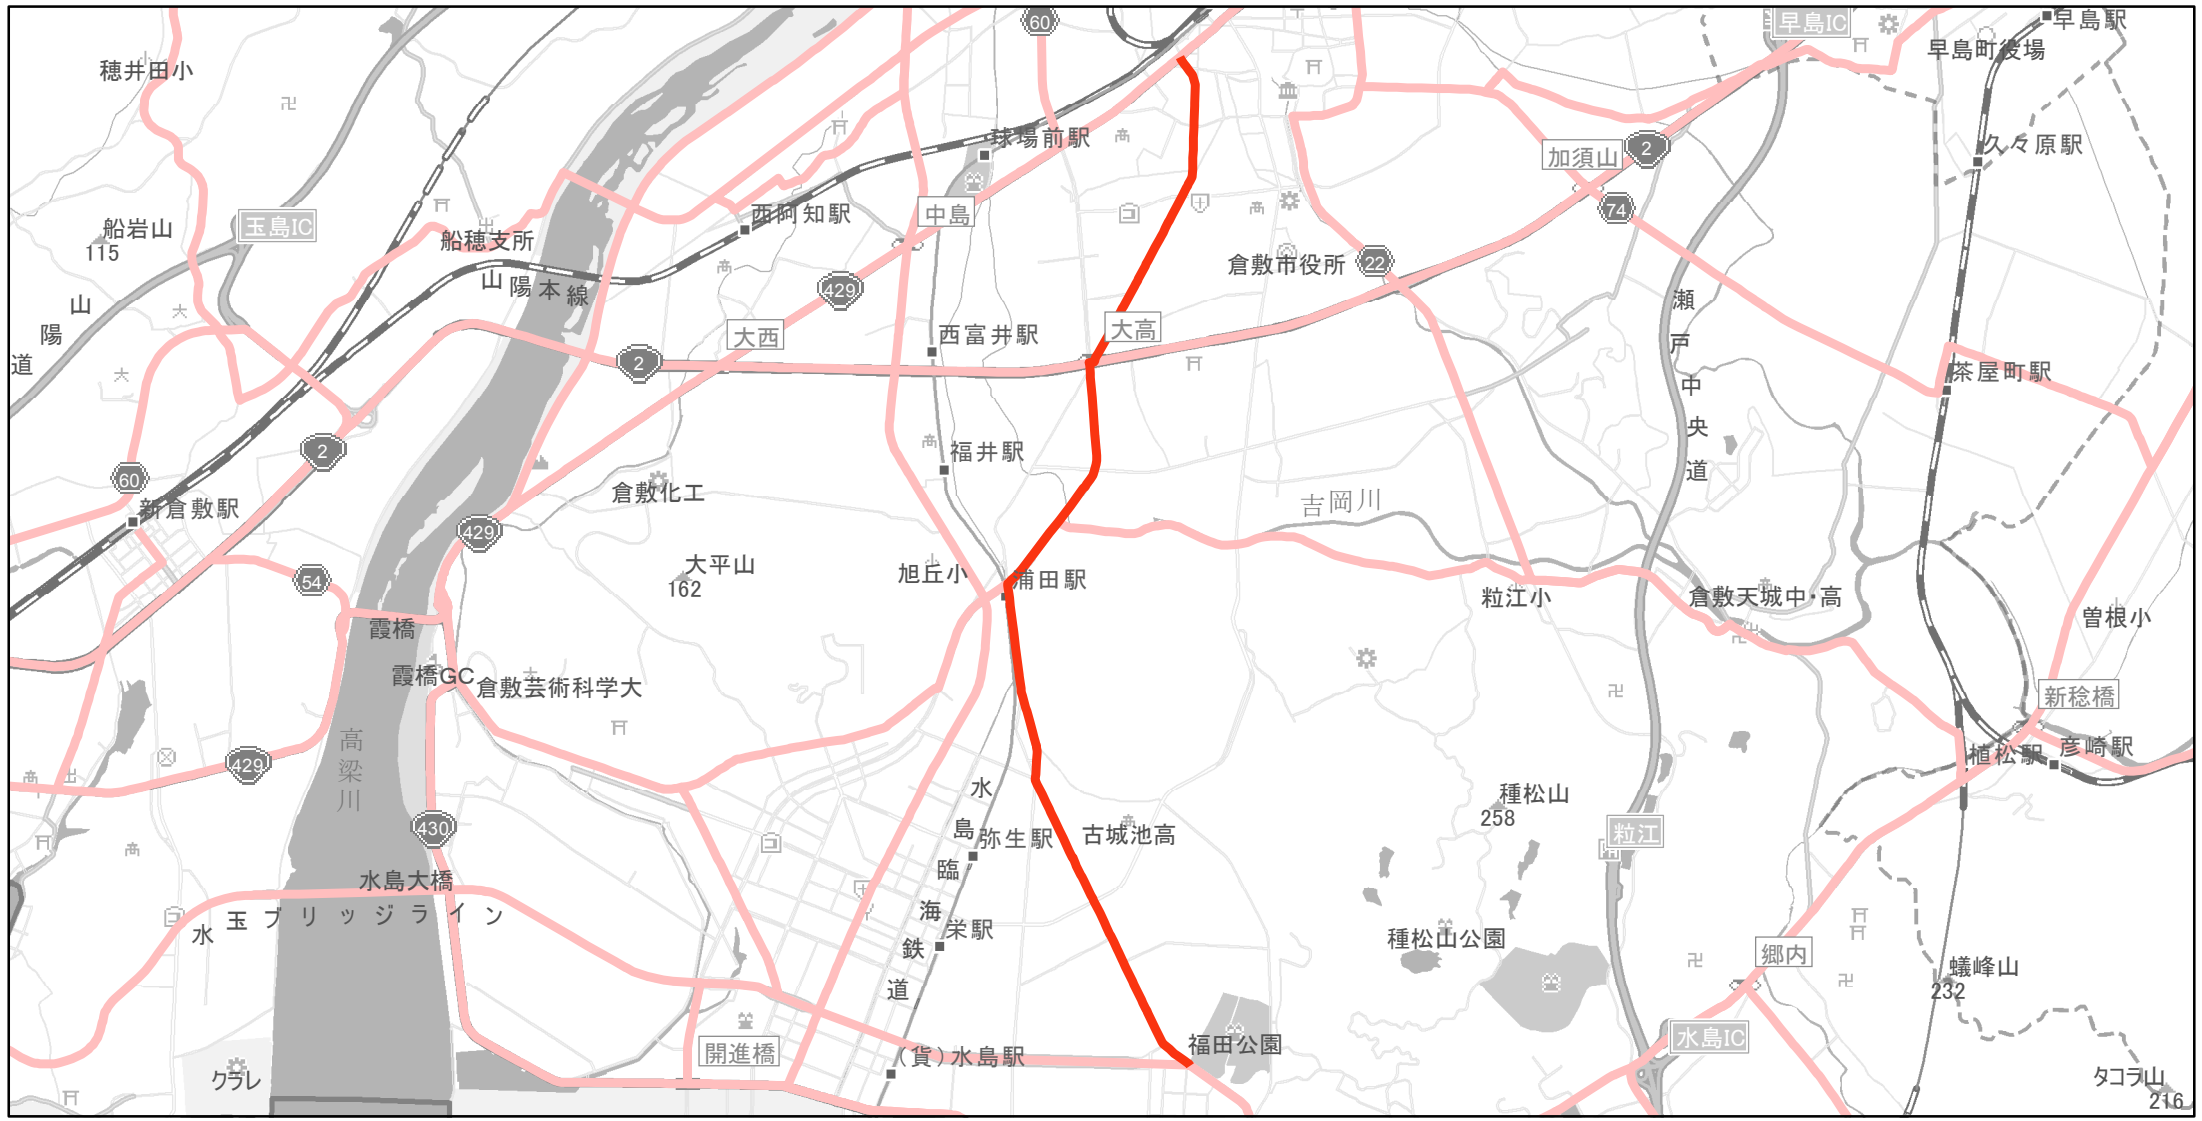 60
早島IC
早島駅
早島町役場
穂井田小
球場前駅
加須山
2
久々原駅
74
玉島IC
船岩山
115
船穂支所
西阿知駅
中島
倉敷市役所
22
山陽本線
429
瀬戸中央道
山陽道
大西
大高
西富井駅
2
茶屋町駅
2
福井駅
60
新倉敷駅
倉敷化工
吉岡川
429
大平山
162
旭丘小
浦田駅
54
粒江小
倉敷天城中・高
曽根小
霞橋
霞橋GC
倉敷芸術科学大
新稔橋
高梁川
429
植松駅
彦崎駅
水島臨海鉄道
種松山
258
430
弥生駅
古城池高
粒江
水島大橋
水玉ブリッジライン
栄駅
種松山公園
郷内
蟻峰山
232
開進橋
(貨)水島駅
福田公園
水島IC
クラレ
タコラ山
216